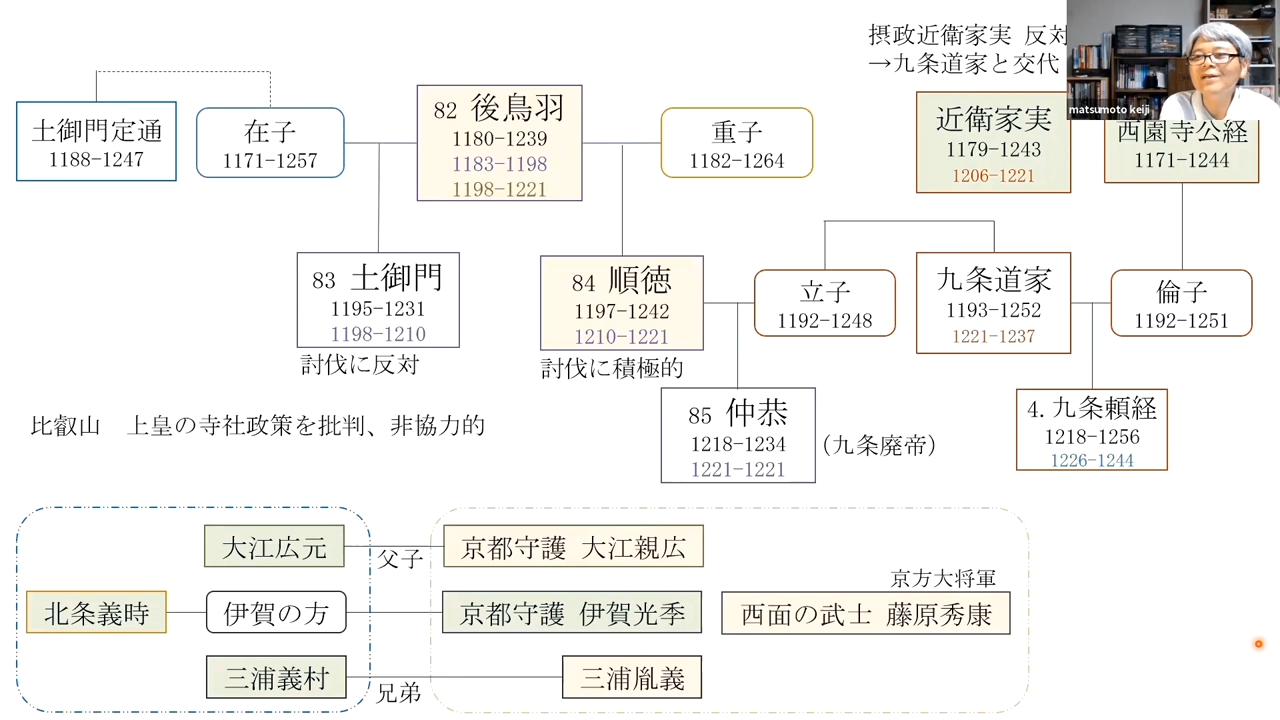 摂政近衛家実 反対
→九条道家と交代
matsumoto keiji
土御門定通
1188-1247
在子
1171-1257
82 後鳥羽
1180-1239
1183-1198
1198-1221
重子
1182-1264
近衛家実
1179-1243
1206-1221
西園寺公経
1171-1244
83 土御門
1195-1231
1198-1210
討伐に反対
84 順徳
1197-1242
1210-1221
討伐に積極的
立子
1192-1248
九条道家
1193-1252
1221-1237
倫子
1192-1251
85 仲恭
1218-1234
1221-1221
(九条廃帝)
4. 九条頼経
1218-1256
1226-1244
比叡山 上皇の寺社政策を批判、非協力的
大江広元
父子
京都守護 大江親広
北条義時
伊賀の方
京都守護 伊賀光季
京方大将軍
西面の武士 藤原秀康
三浦義村
兄弟
三浦胤義